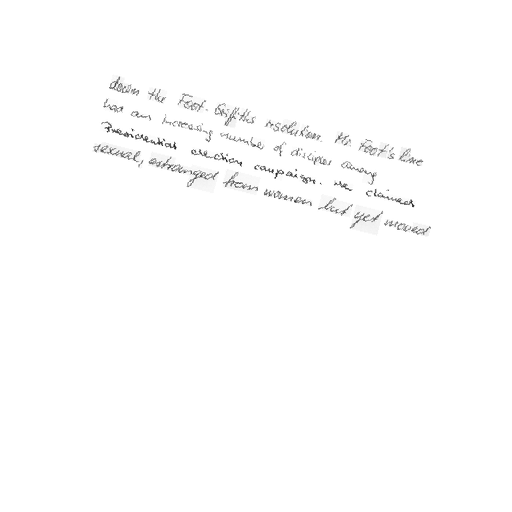 down the Foot-Griffiths resolution. Mr. Foot's line
had an increasing number of disciples among
Presidential election campaign. He claimed
sexual, estranged from women but yet moved